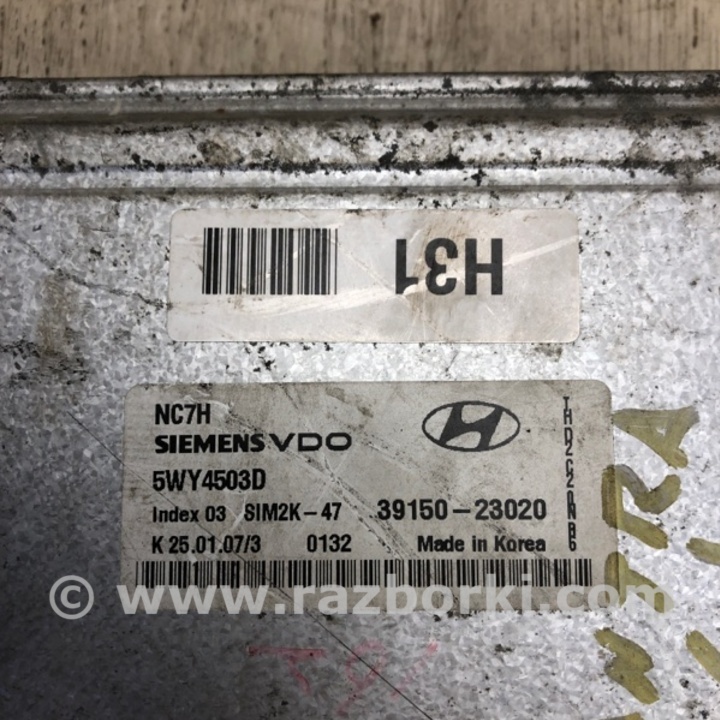 H31
NC7H
SIEMENS VDO
5WY4503D
Index 03 SIM2K-47 39150-23020
K 25.01.07/3 0132 Made in Korea
© www.razborki.com